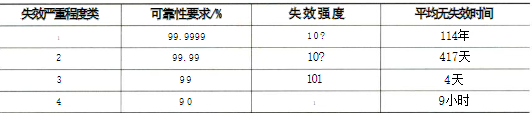 失效严重程度类 可靠性要求/% 失效强度 平均无失效时间
1 99.9999 10? 114年
2 99.99 10? 417天
3 99 101 4天
4 90 9小时